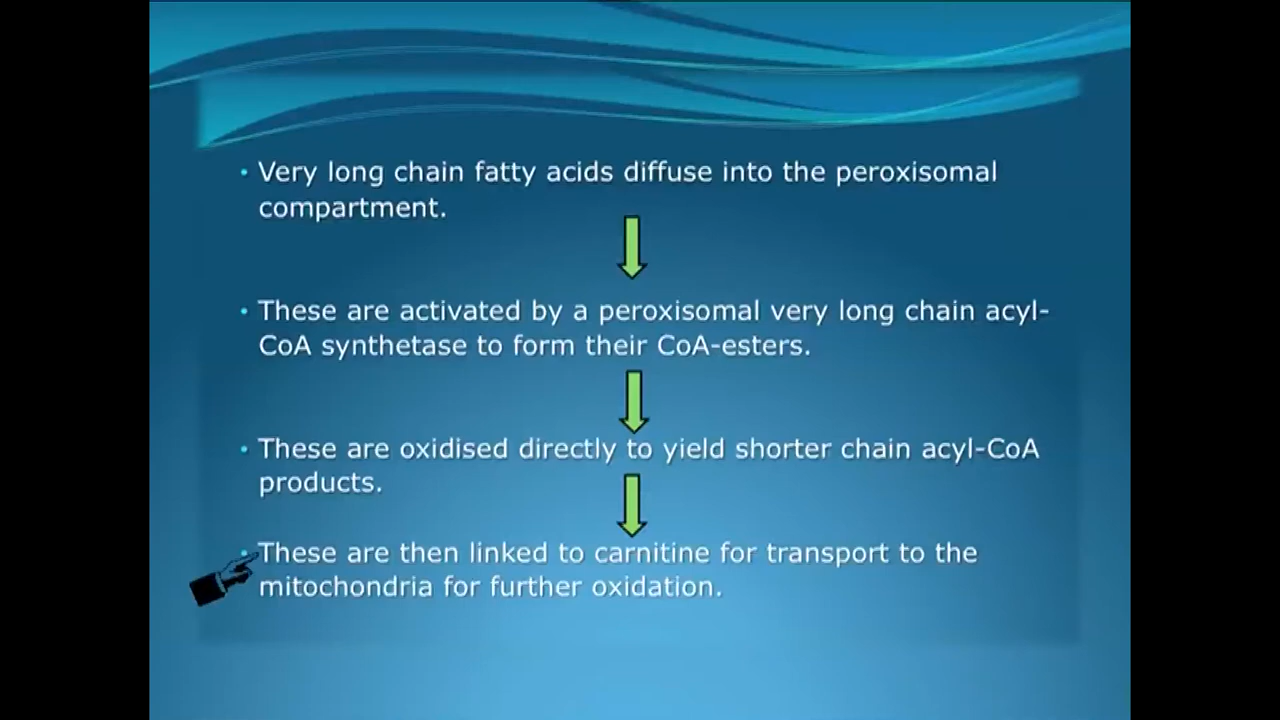 • Very long chain fatty acids diffuse into the peroxisomal
compartment.
• These are activated by a peroxisomal very long chain acyl-
CoA synthetase to form their CoA-esters.
• These are oxidised directly to yield shorter chain acyl-CoA
products.
• These are then linked to carnitine for transport to the
mitochondria for further oxidation.